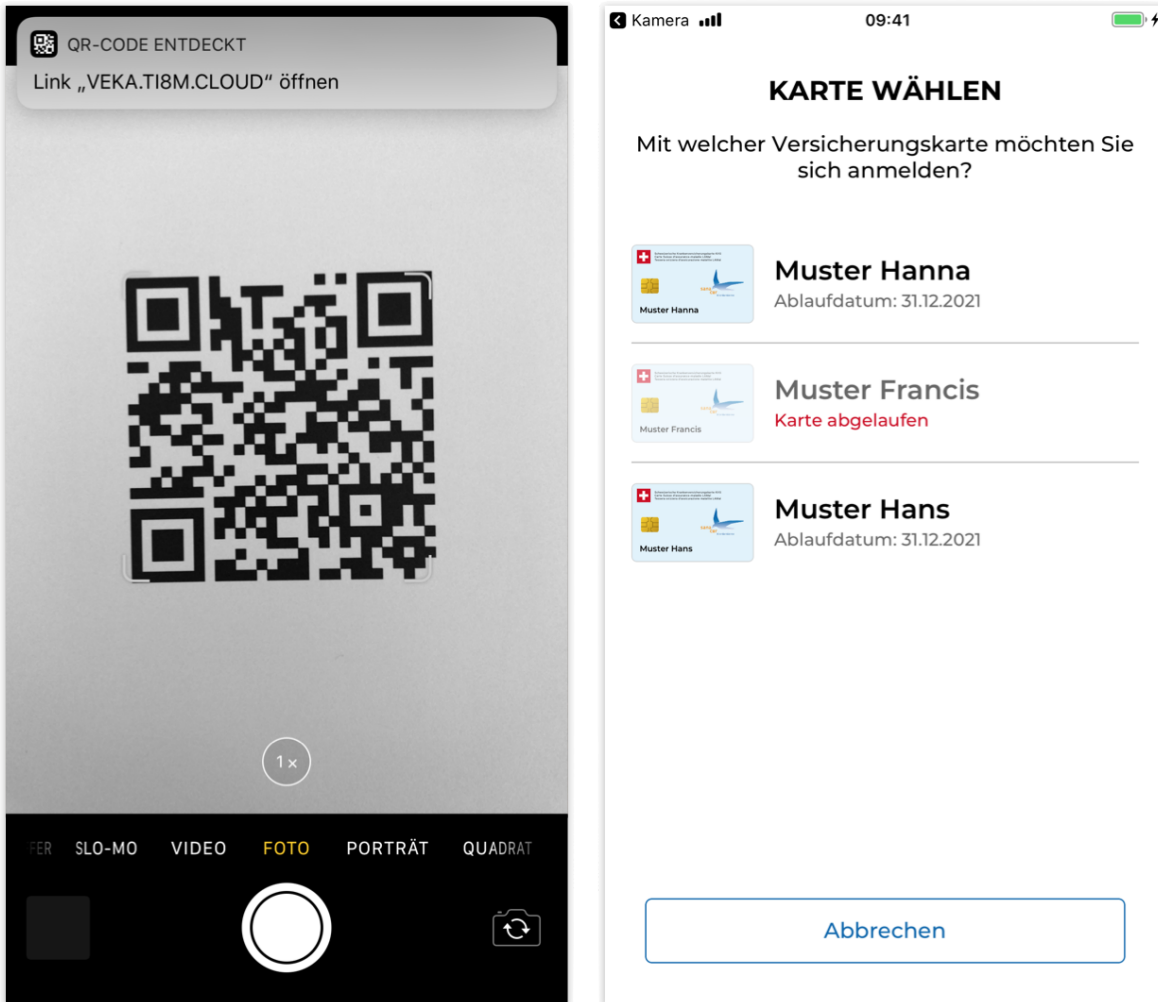 QR-CODE ENTDECKT
Link „VEKA.TI8M.CLOUD“ öffnen
1×
FER SLO-MO VIDEO FOTO PORTRÄT QUADRAT
Kamera 09:41
KARTE WÄHLEN
Mit welcher Versicherungskarte möchten Sie
sich anmelden?
Muster Hanna
Muster Hanna
Ablaufdatum: 31.12.2021
Muster Francis
Muster Francis
Karte abgelaufen
Muster Hans
Muster Hans
Ablaufdatum: 31.12.2021
Abbrechen